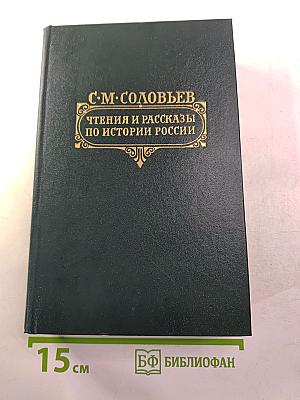 С·М·СОЛОВЬЕВ
ЧТЕНИЯ И РАССКАЗЫ
ПО ИСТОРИИ РОССИИ
15 см
БФ БИБЛИОФАН